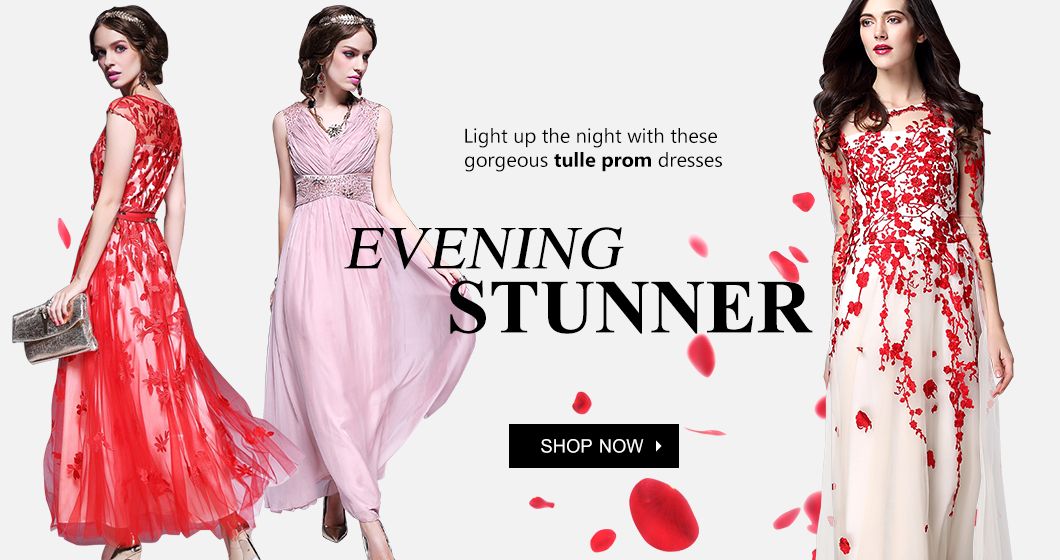 Light up the night with these
gorgeous tulle prom dresses
EVENING
STUNNER
SHOP NOW